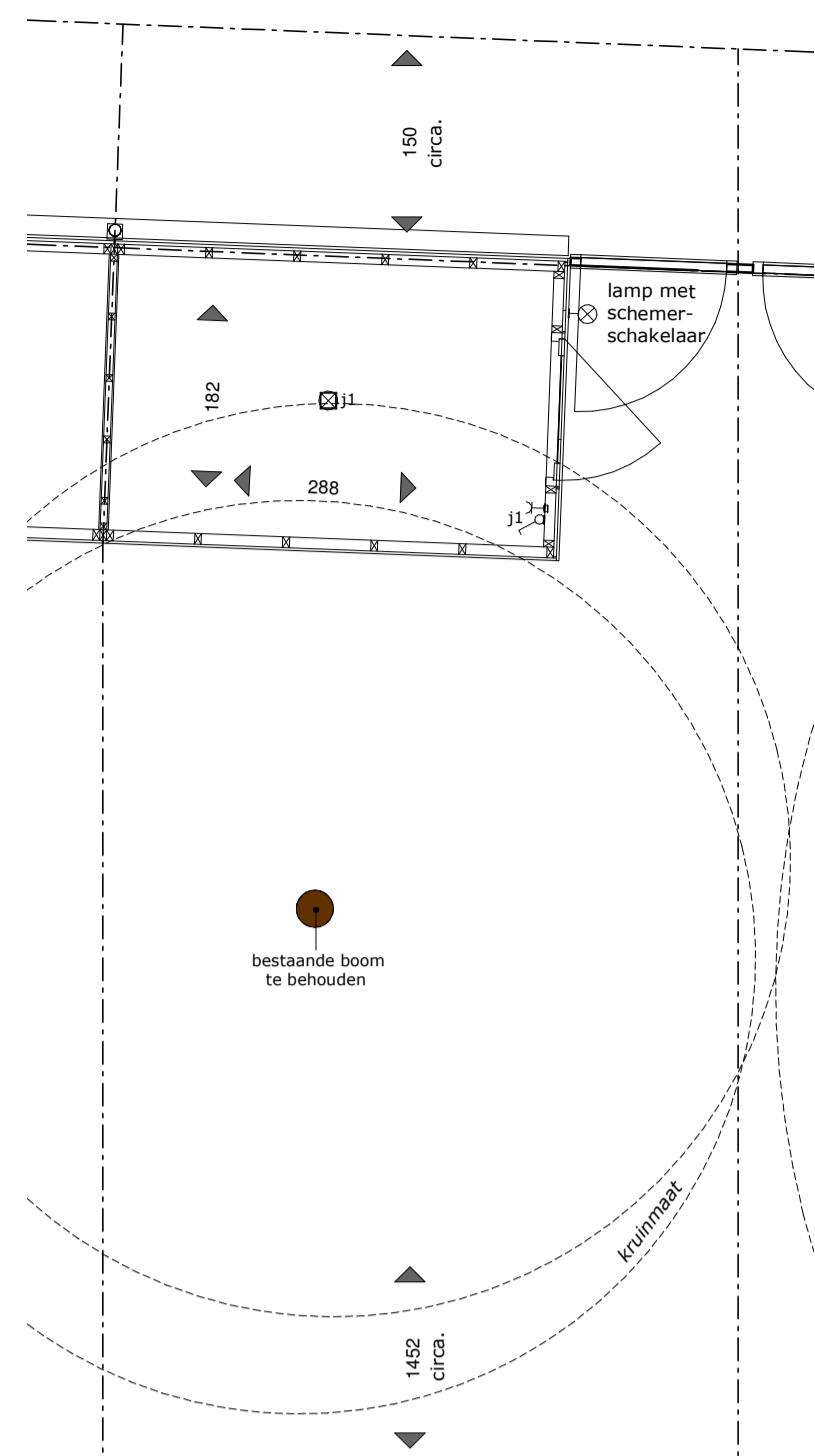 150
circa.
lamp met
schemer-
schakelaar
182
j1
288
j1
bestaande boom
te behouden
kruinmaat
1452
circa.